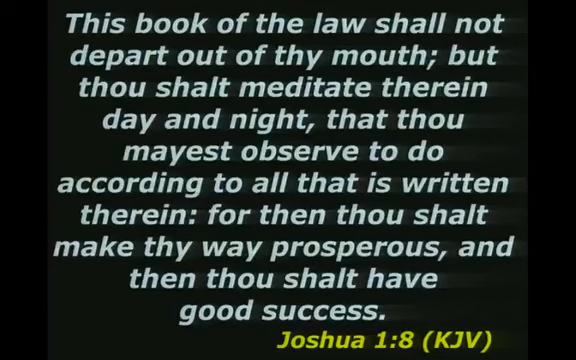 This book of the law shall not
depart out of thy mouth; but
thou shalt meditate therein
day and night, that thou
mayest observe to do
according to all that is written
therein: for then thou shalt
make thy way prosperous, and
then thou shalt have
good success.
Joshua 1:8 (KJV)